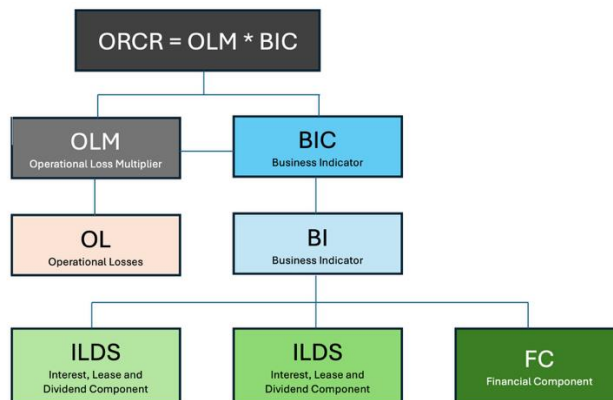 ORCR = OLM * BIC
OLM
Operational Loss Multiplier
BIC
Business Indicator
OL
Operational Losses
BI
Business Indicator
ILDS
Interest, Lease and
Dividend Component
ILDS
Interest, Lease and
Dividend Component
FC
Financial Component